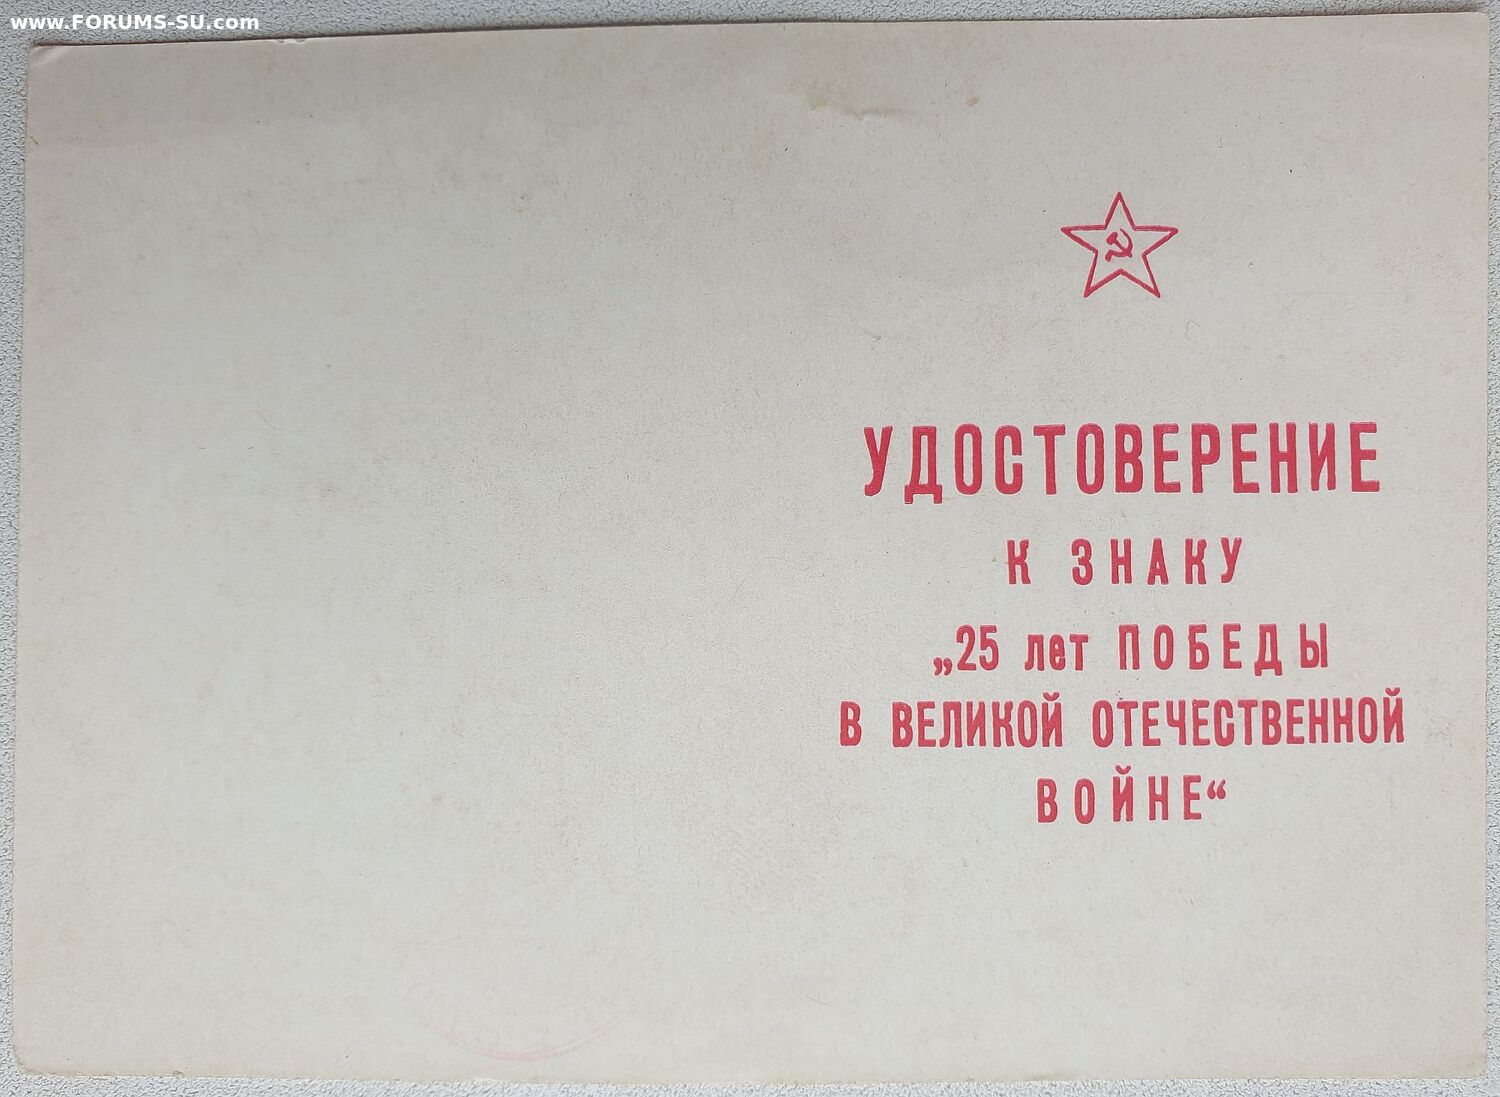 www.FORUMS-SU.com
УДОСТОВЕРЕНИЕ
К ЗНАКУ
„25 лет ПОБЕДЫ
В ВЕЛИКОЙ ОТЕЧЕСТВЕННОЙ
ВОЙНЕ“